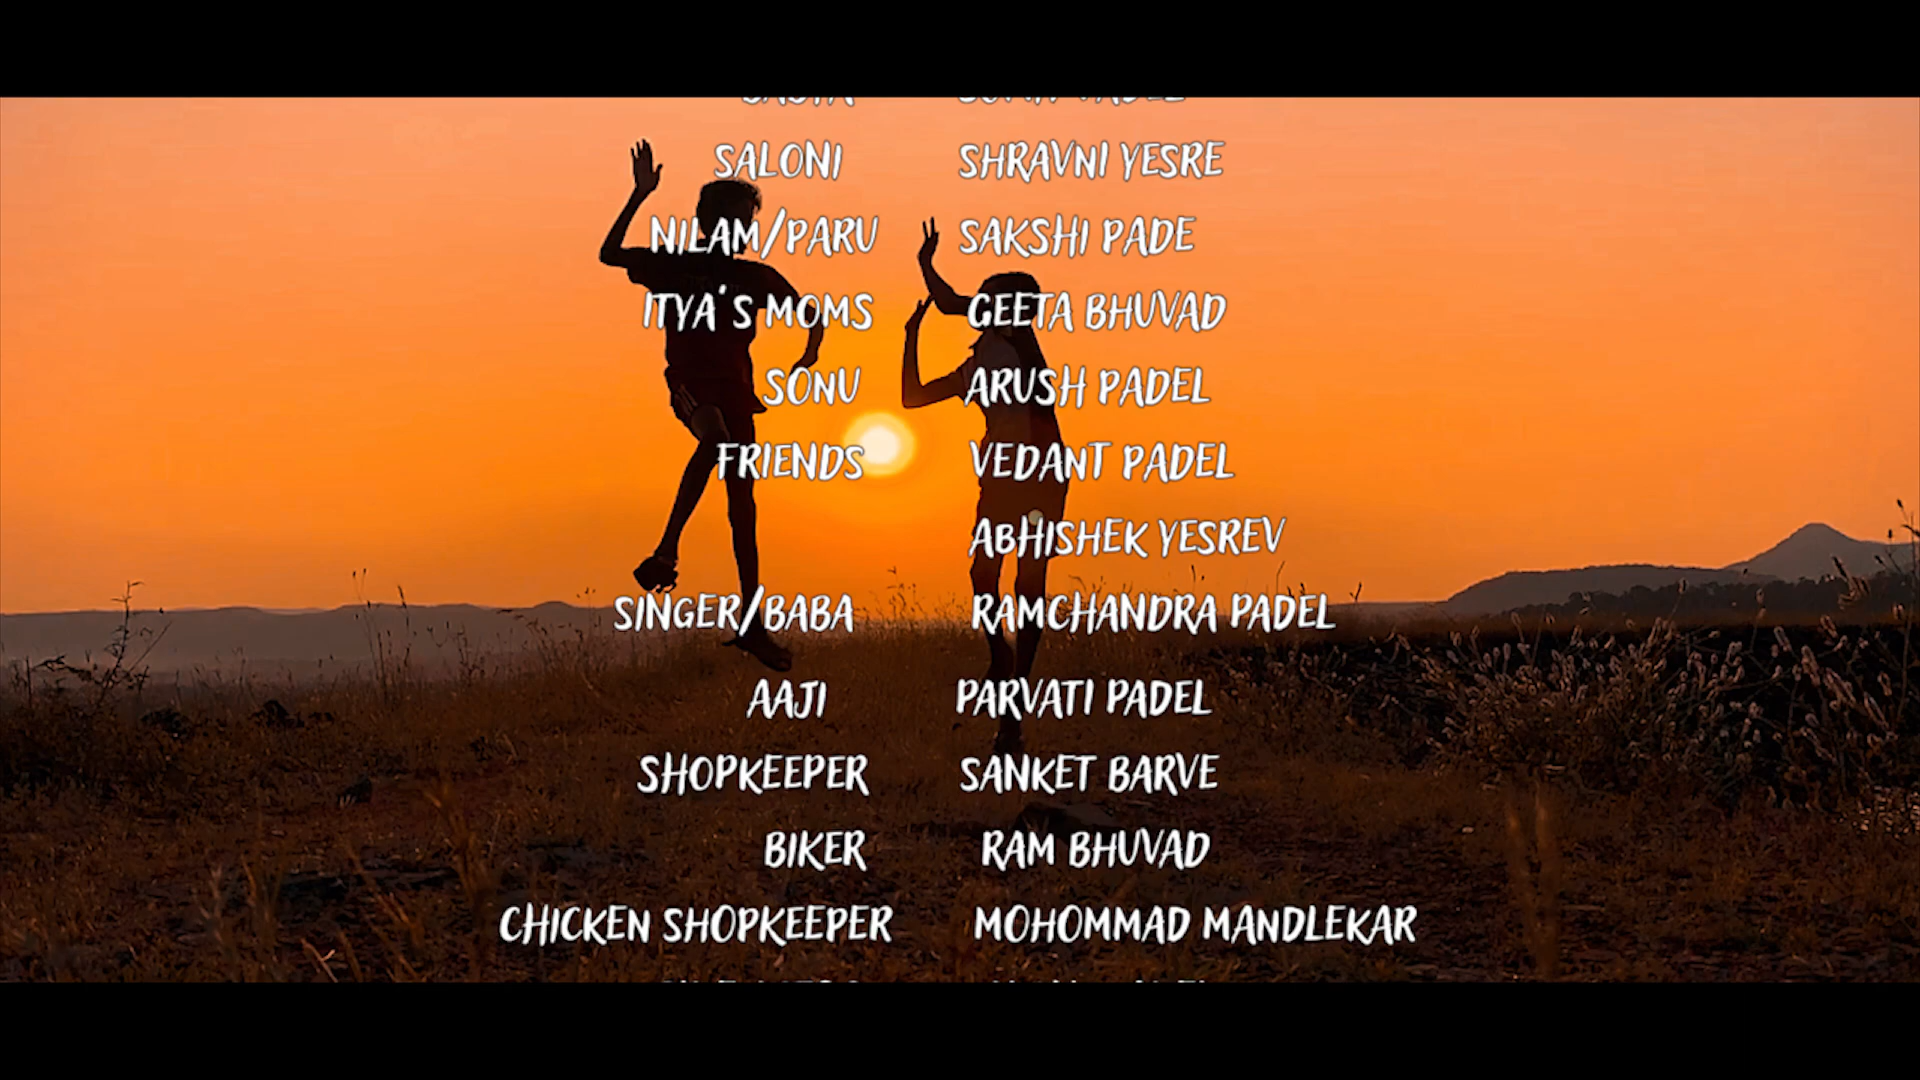 SALONI SHRAVNI YESRE
NILAM/PARU SAKSHI PADE
ITYA'S MOMS GEETA BHUVAD
SONU ARUSH PADEL
FRIENDS VEDANT PADEL
ABHISHEK YESREV
SINGER/BABA RAMCHANDRA PADEL
AAJI PARVATI PADEL
SHOPKEEPER SANKET BARVE
BIKER RAM BHUVAD
CHICKEN SHOPKEEPER MOHOMMAD MANDLEKAR